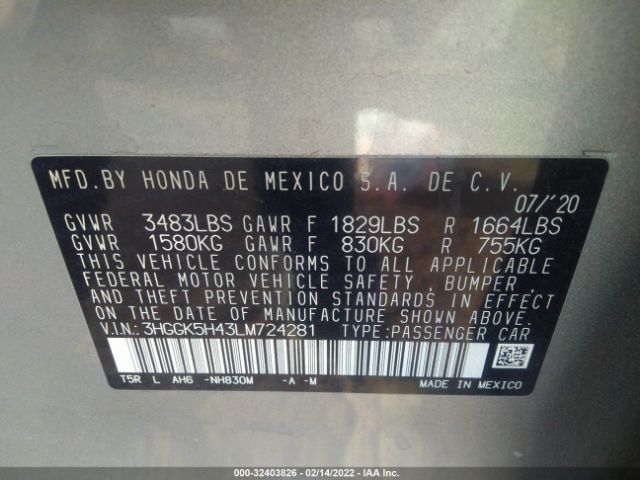 MFD.BY HONDA DE MEXICO S.A. DE C.V.
07/'20
GVWR 3483LBS GAWR F 1829LBS R 1664LBS
GVWR 1580KG GAWR F 830KG R 755KG
THIS VEHICLE CONFORMS TO ALL APPLICABLE
FEDERAL MOTOR VEHICLE SAFETY, BUMPER,
AND THEFT PREVENTION STANDARDS IN EFFECT
ON THE DATE OF MANUFACTURE SHOWN ABOVE.
V.I.N.: 3HGGK5H43LM724281 TYPE:PASSENGER CAR
T5R L AH6 -NH830M -A -M
MADE IN MEXICO
000-32403826 - 02/14/2022 - IAA Inc.